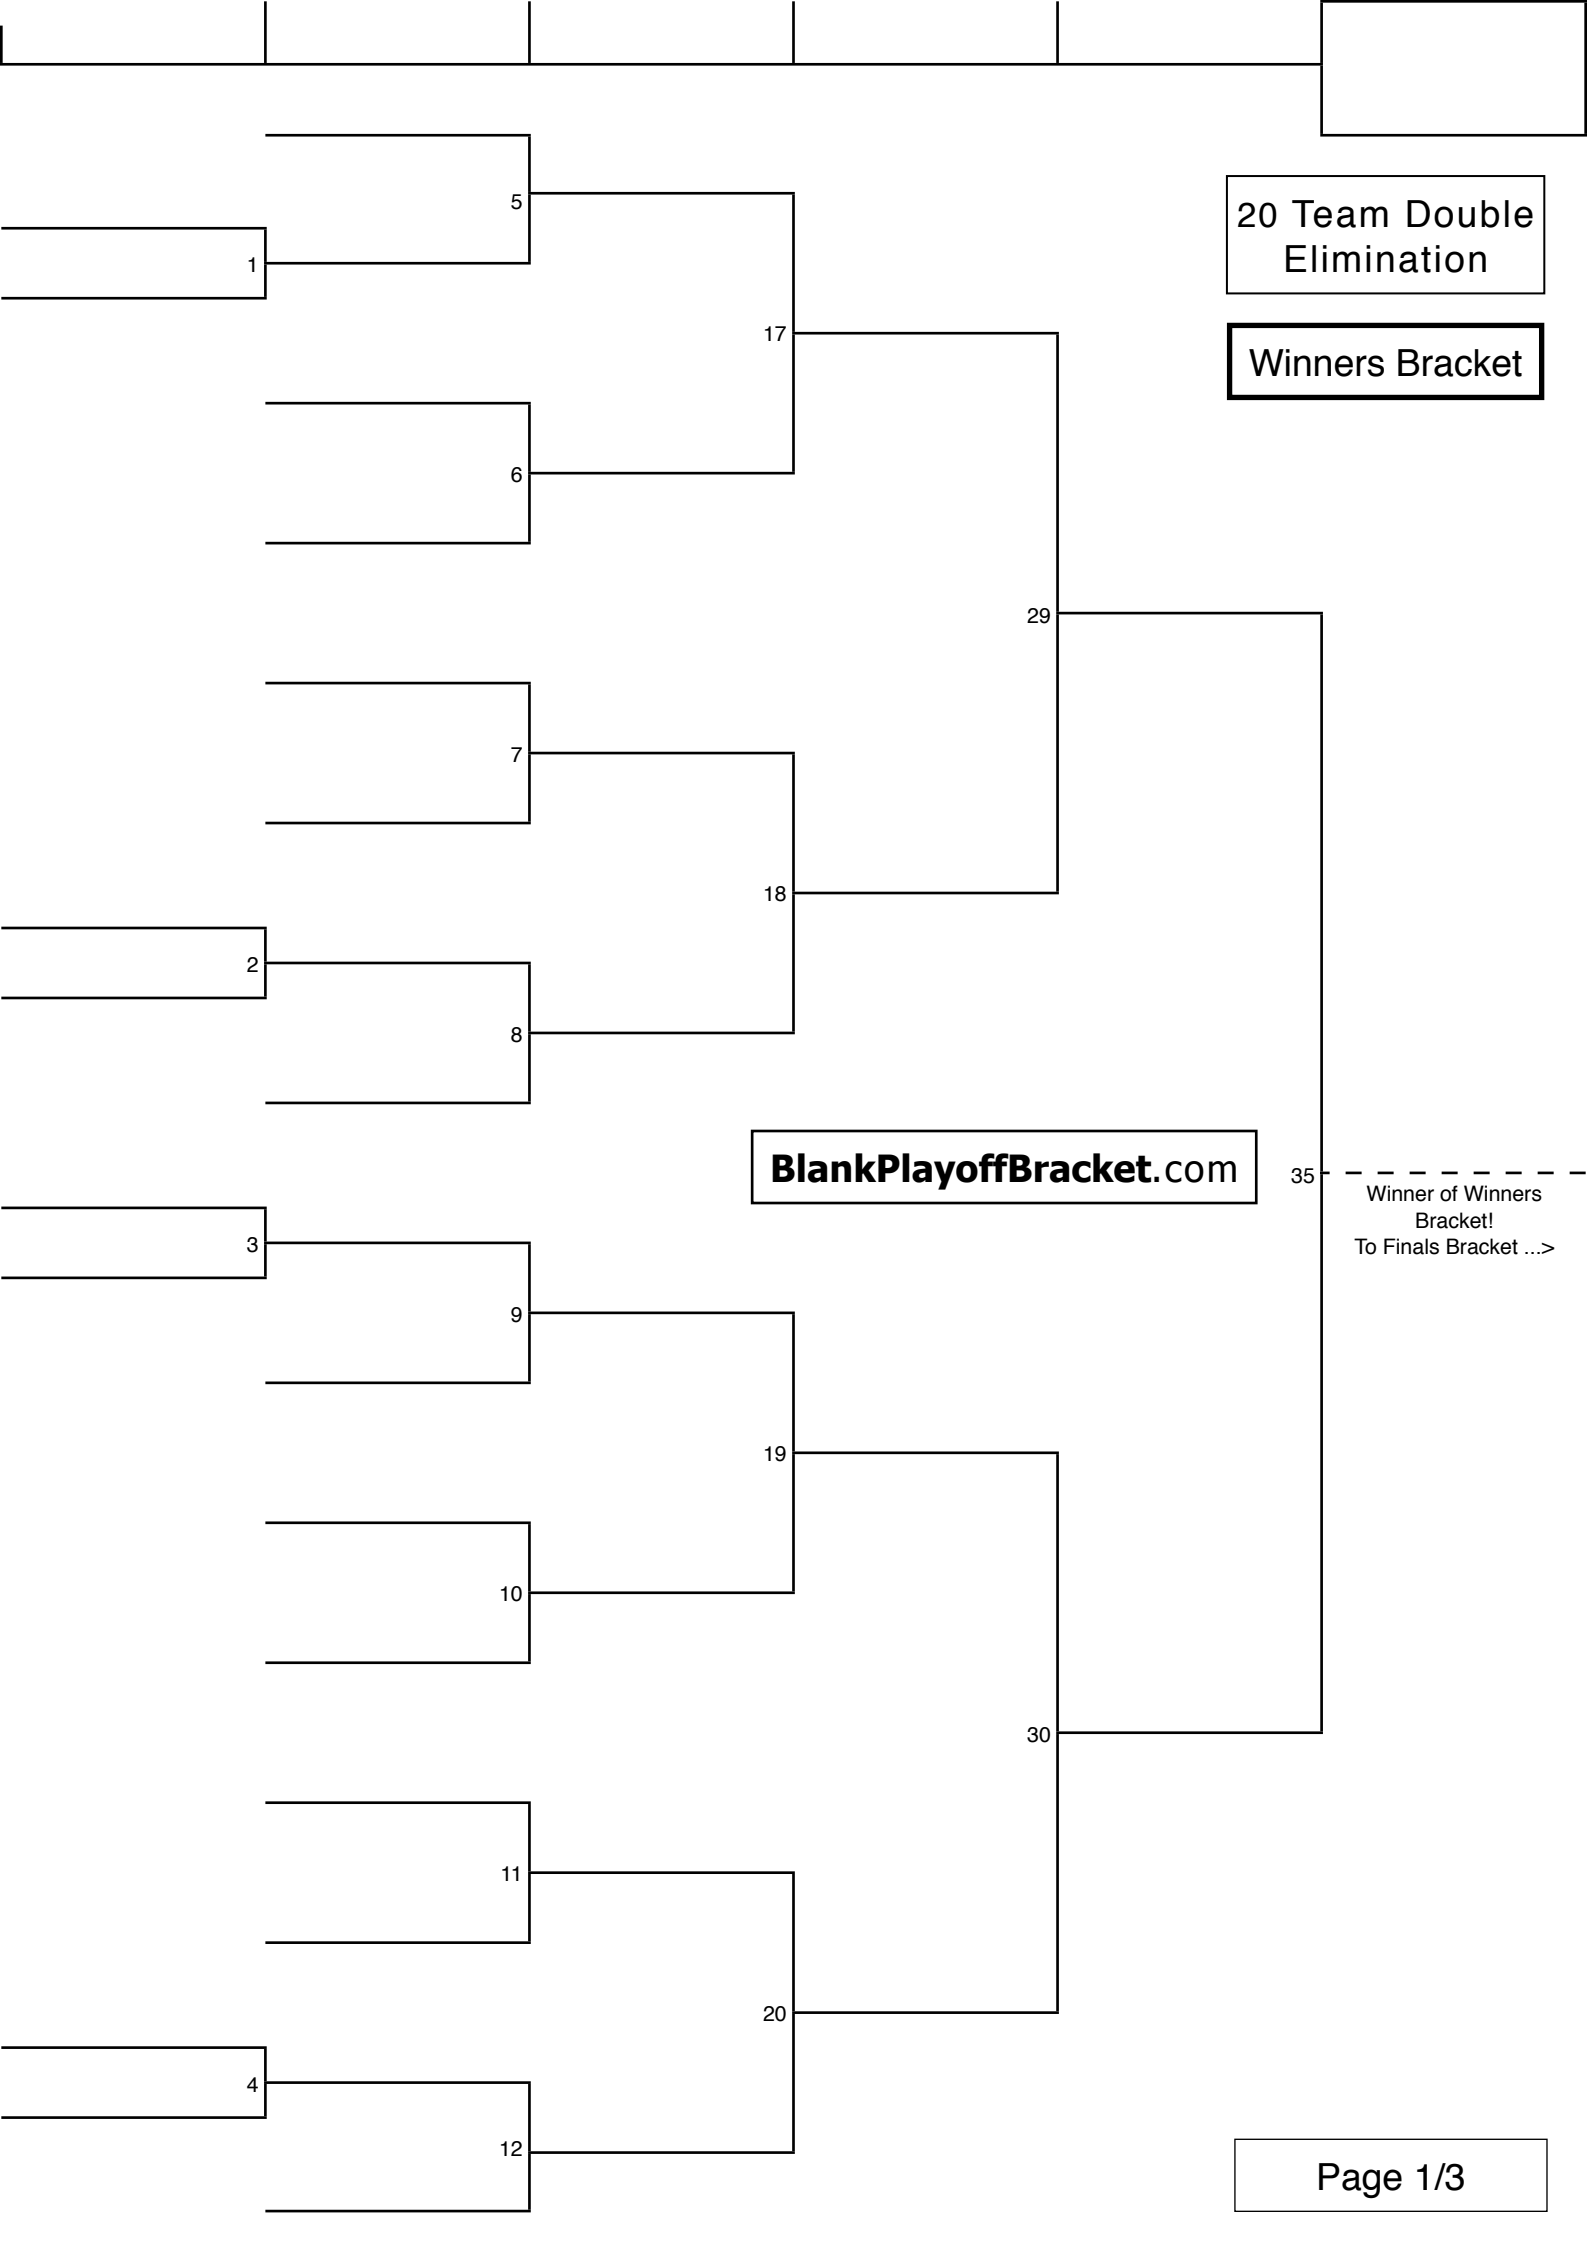 20 Team Double
Elimination
5
1
17
Winners Bracket
6
29
7
18
2
8
BlankPlayoffBracket.com
35
Winner of Winners
Bracket!
To Finals Bracket ...>
3
9
19
10
30
11
20
4
12
Page 1/3